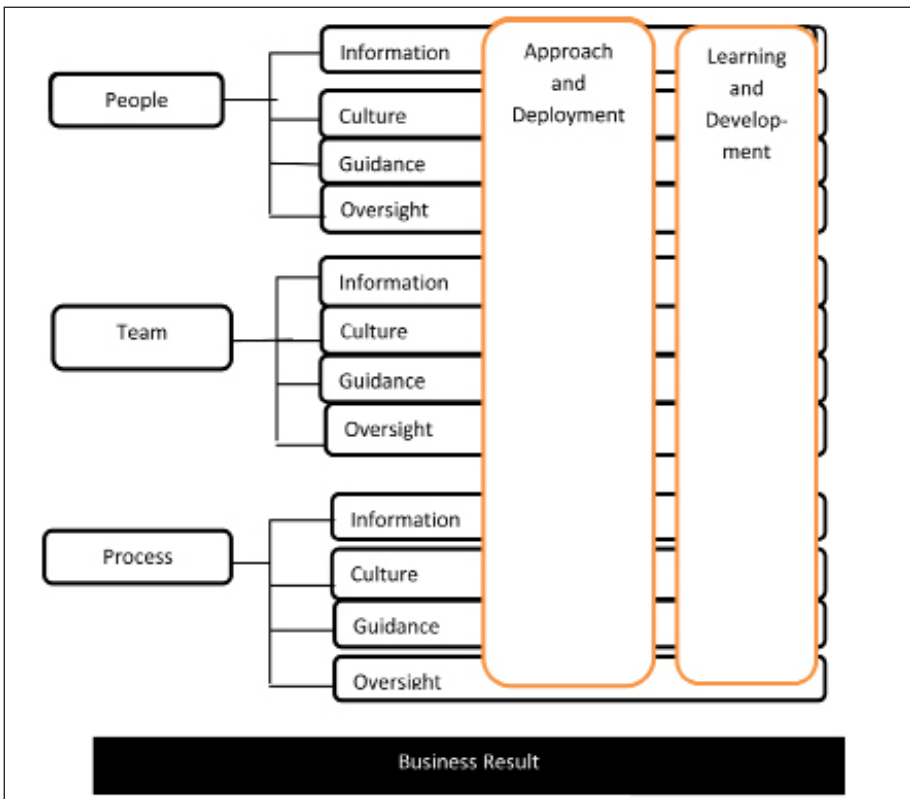 People
Information
Culture
Guidance
Oversight
Team
Information
Culture
Guidance
Oversight
Process
Information
Culture
Guidance
Oversight
Approach
and
Deployment
Learning
and
Develop-
ment
Business Result